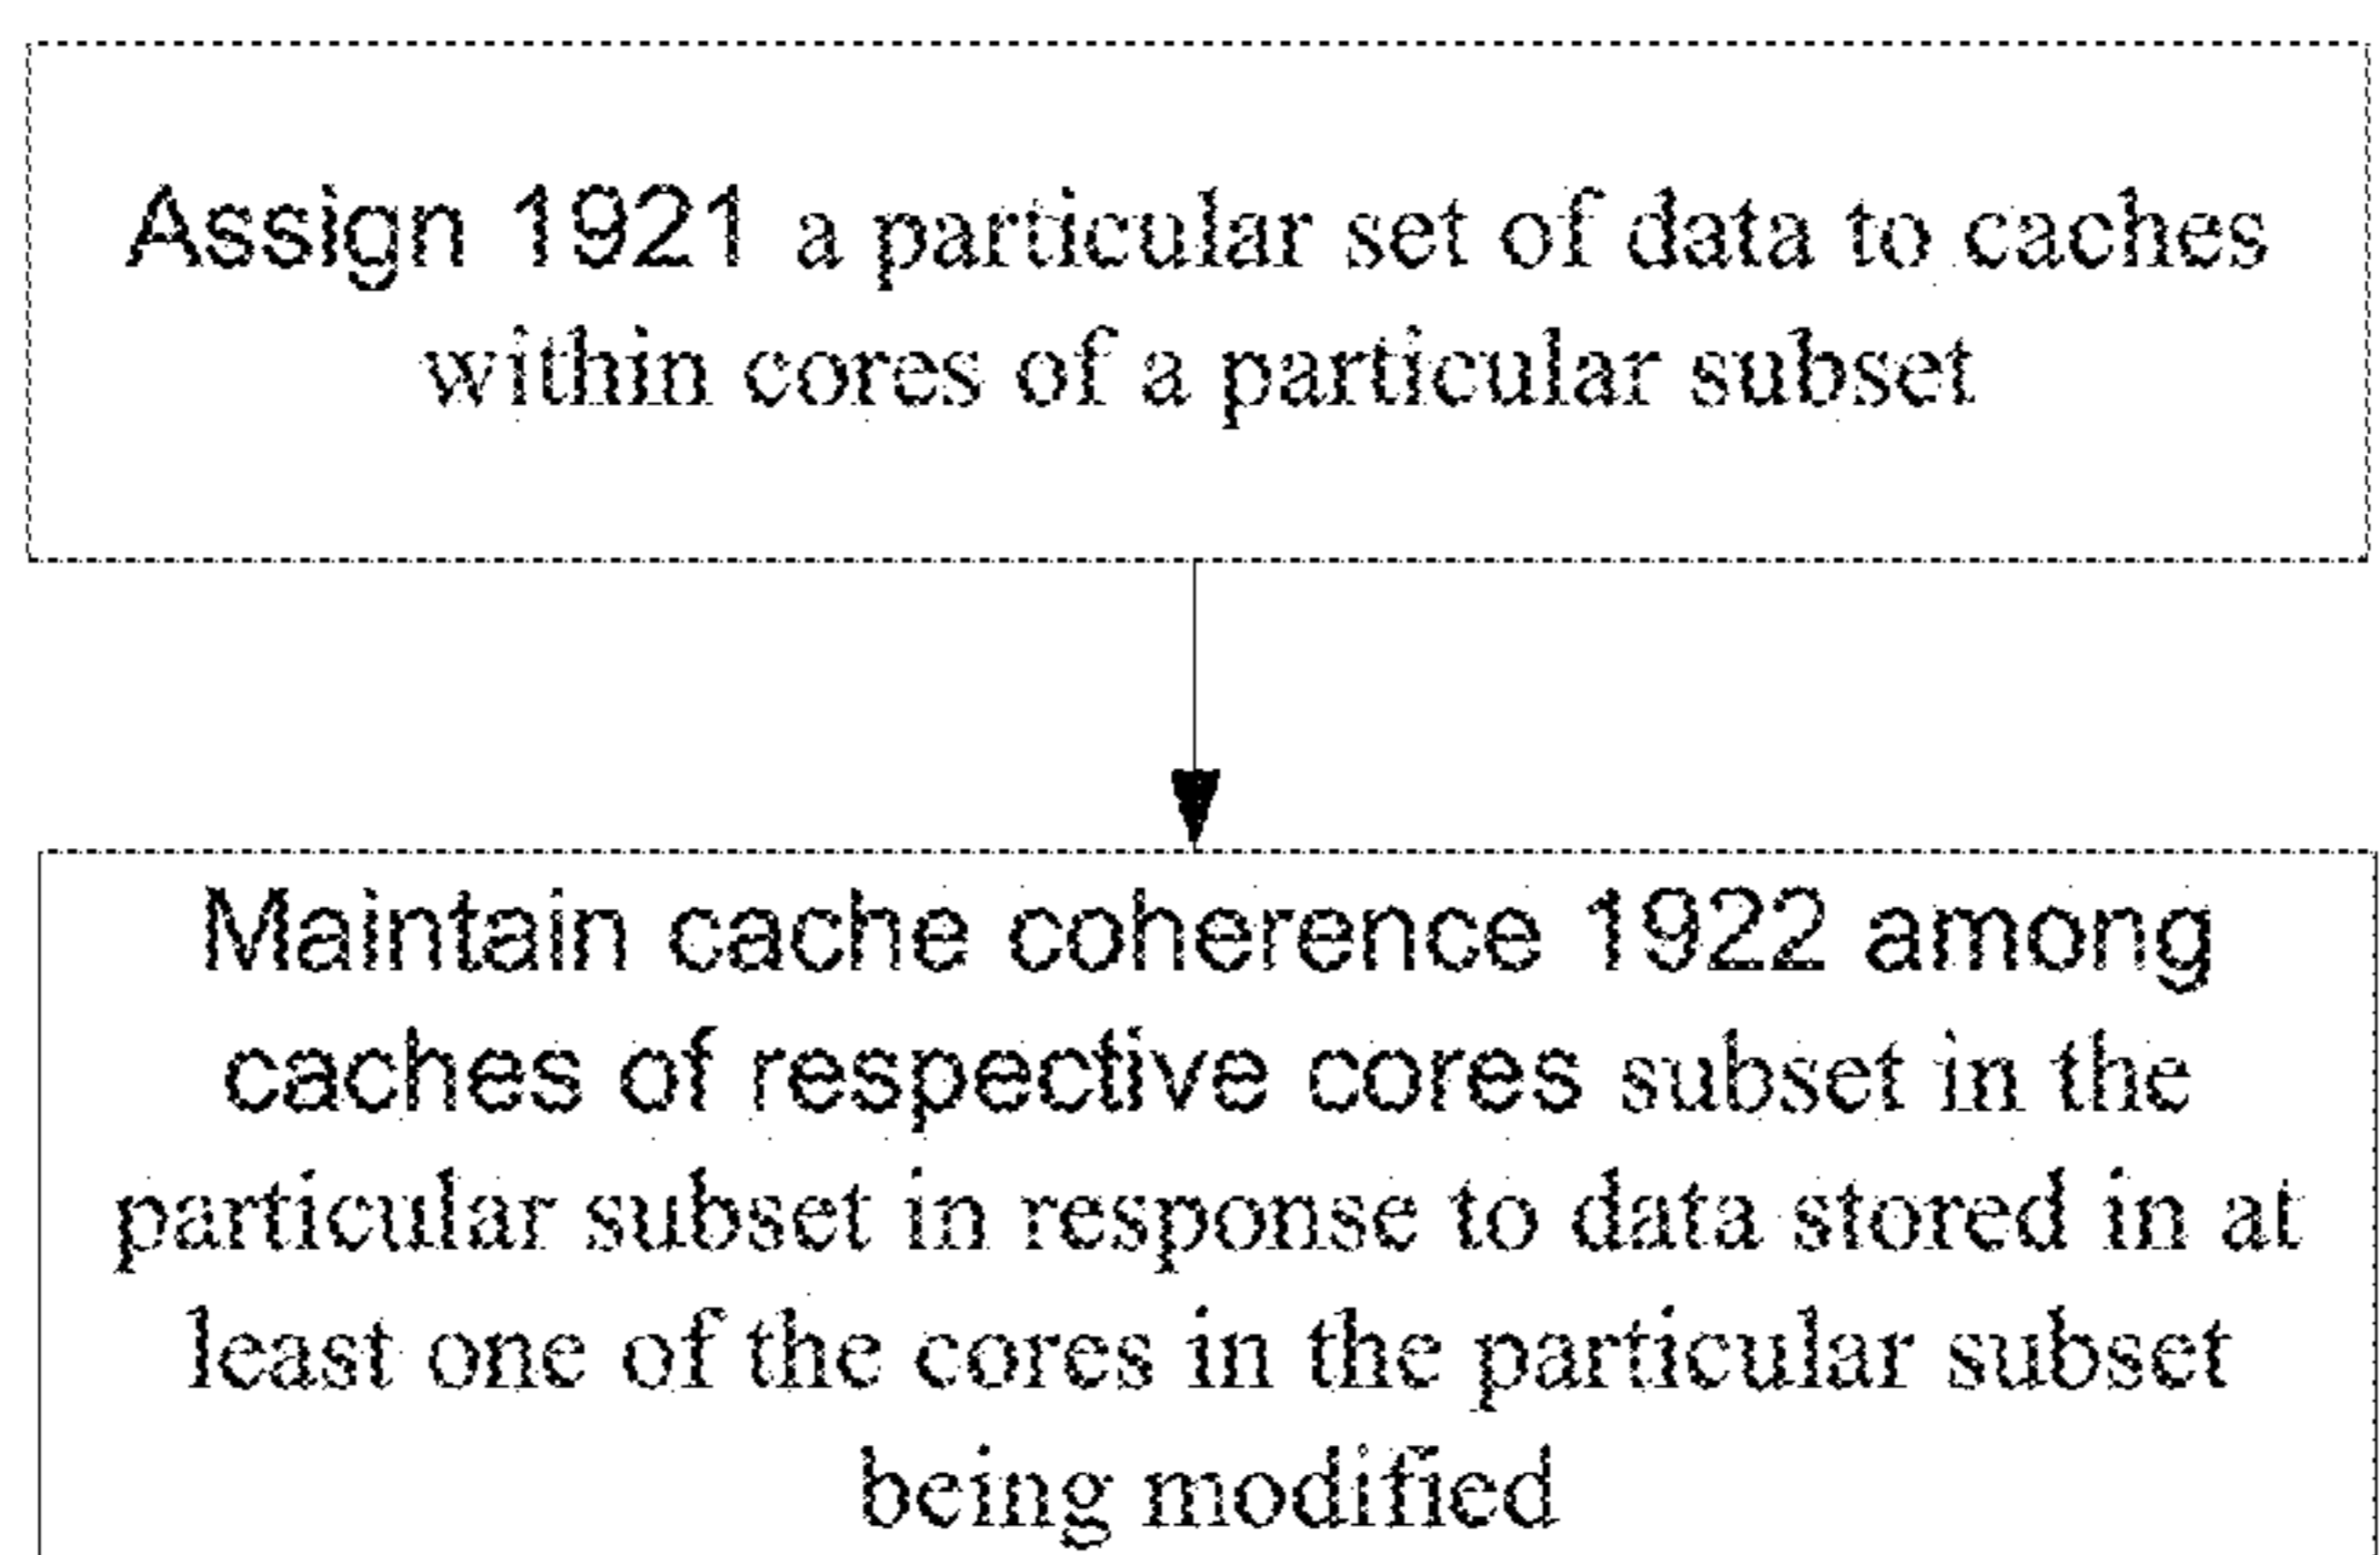 Assign 1921 a particular set of data to caches
within cores of a particular subset
Maintain cache coherence 1922 among
caches of respective cores subset in the
particular subset in response to data stored in at
least one of the cores in the particular subset
being modified